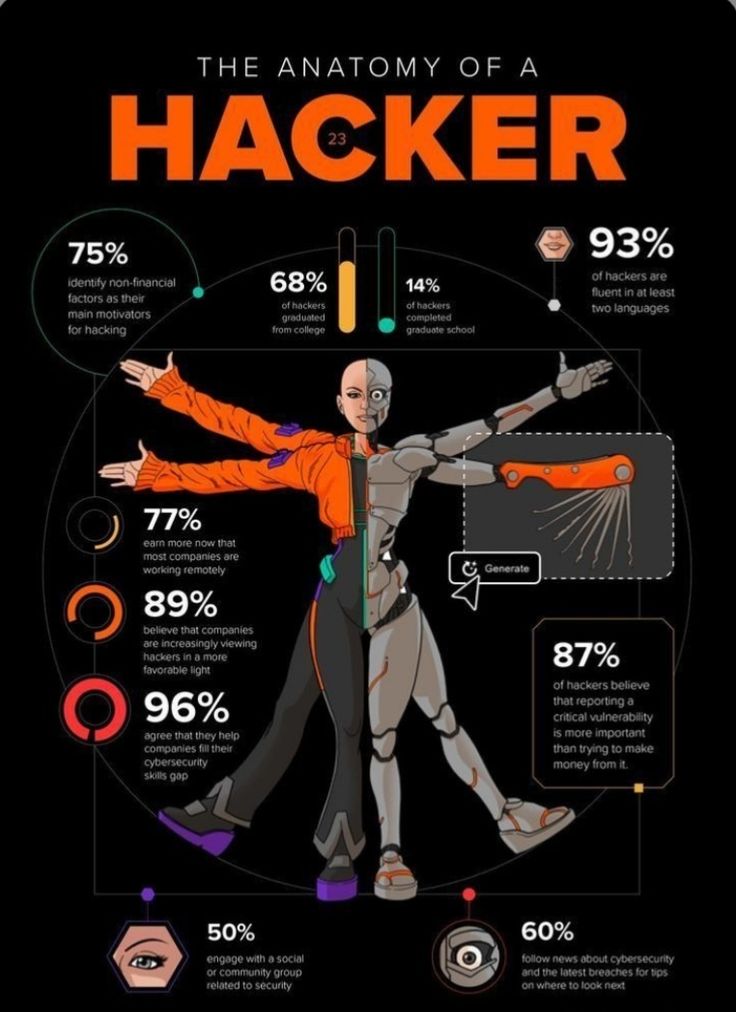 THE ANATOMY OF A
HACKER
23
75%
identify non-financial
factors as their
main motivators
for hacking
68%
of hackers
graduated
from college
14%
of hackers
completed
graduate school
93%
of hackers are
fluent in at least
two languages
77%
earn more now that
most companies are
working remotely
89%
believe that companies
are increasingly viewing
hackers in a more
favorable light
96%
agree that they help
companies fill their
cybersecurity
skills gap
Generate
87%
of hackers believe
that reporting a
critical vulnerability
is more important
than trying to make
money from it.
50%
engage with a social
or community group
related to security
60%
follow news about cybersecurity
and the latest breaches for tips
on where to look next